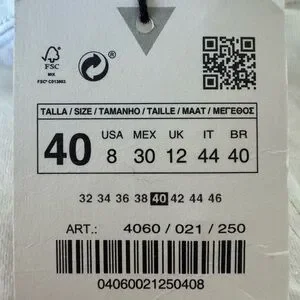 FSC
MIX
FSC® C013903
TALLA / SIZE / TAMANHO / TAILLE / MAAT / ΜΕΓΕΘΟΣ
40
USA MEX UK IT BR
8 30 12 44 40
32 34 36 38 40 42 44 46
ART.: 4060 / 021 / 250
04060021250408